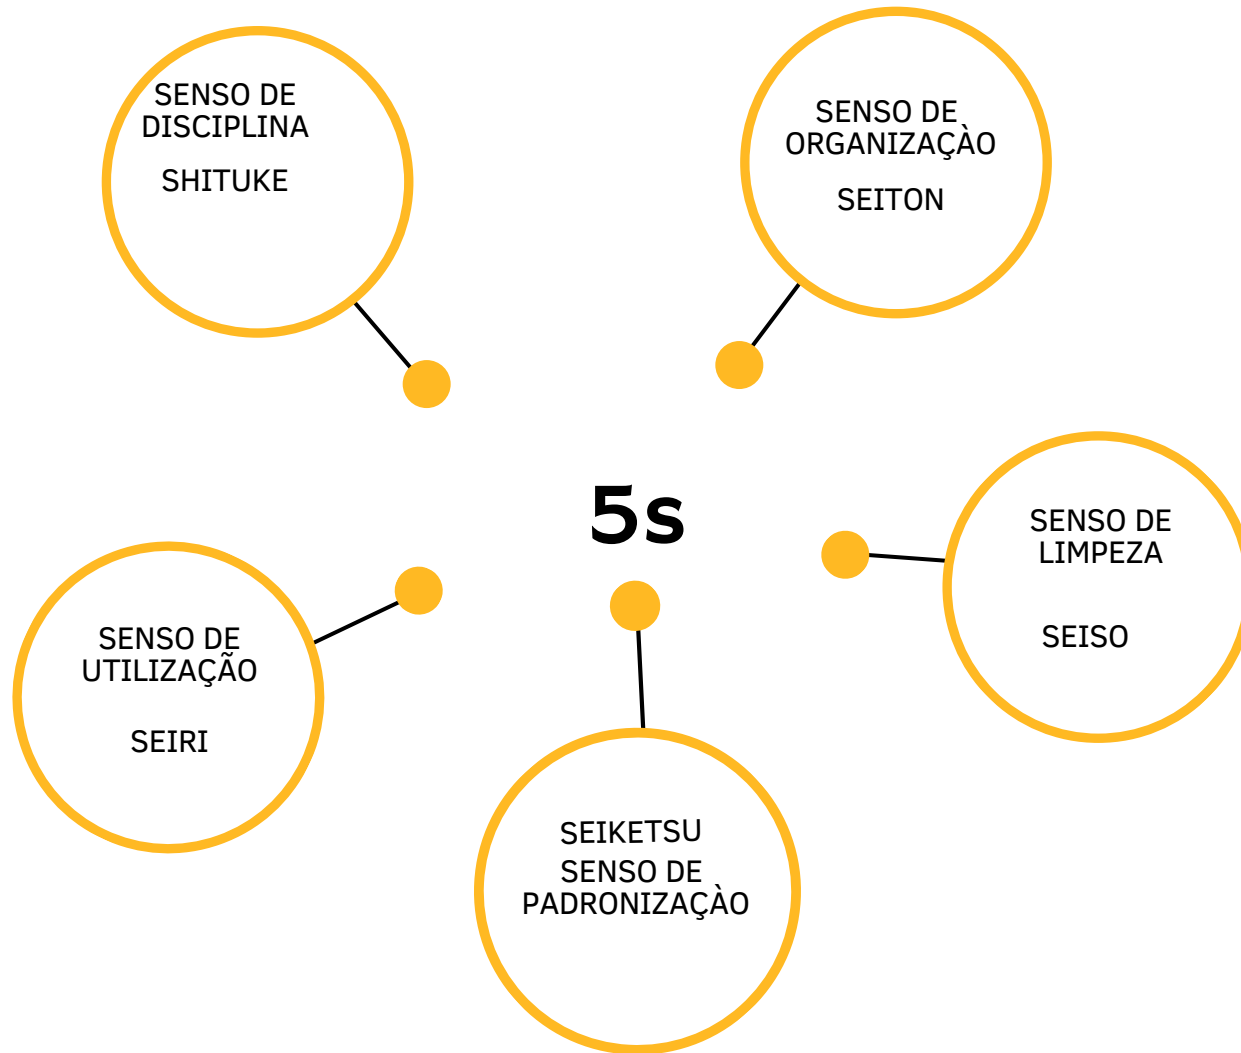 SENSO DE
DISCIPLINA
SHITUKE
SENSO DE
ORGANIZAÇÀO
SEITON
5s
SENSO DE
LIMPEZA
SEISO
SENSO DE
UTILIZAÇÃO
SEIRI
SEIKETSU
SENSO DE
PADRONIZAÇÀO